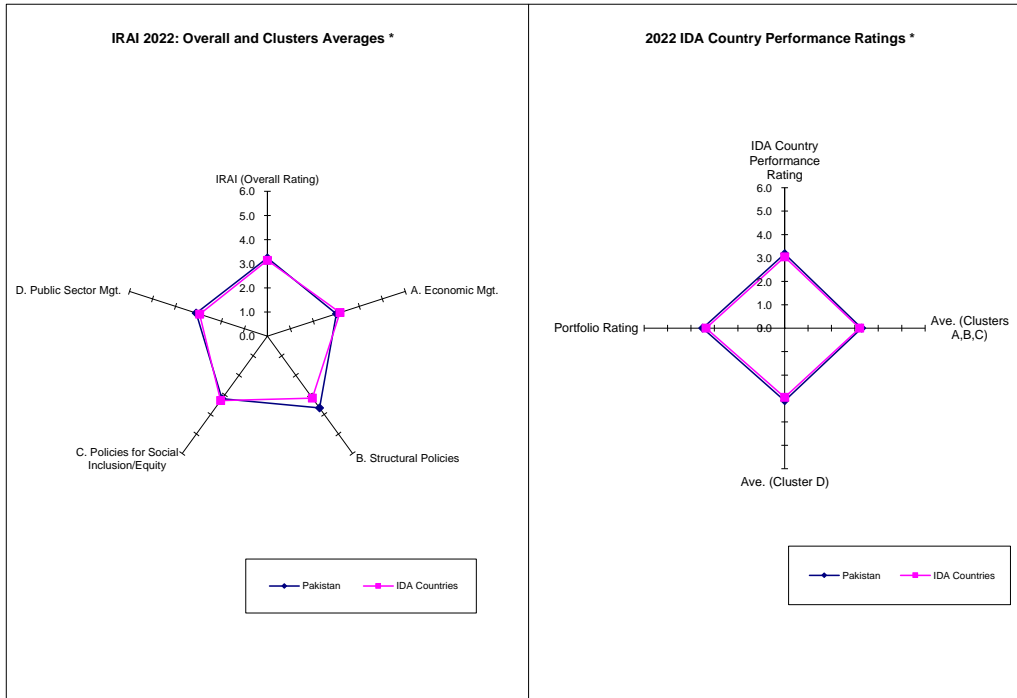 IRAI 2022: Overall and Clusters Averages *
IRAI (Overall Rating)
6.0
5.0
4.0
3.0
2.0
1.0
0.0
A. Economic Mgt.
B. Structural Policies
C. Policies for Social
Inclusion/Equity
D. Public Sector Mgt.
Pakistan
IDA Countries
2022 IDA Country Performance Ratings *
IDA Country
Performance
Rating
6.0
5.0
4.0
3.0
2.0
1.0
0.0
Ave. (Clusters
A,B,C)
Ave. (Cluster D)
Portfolio Rating
Pakistan
IDA Countries